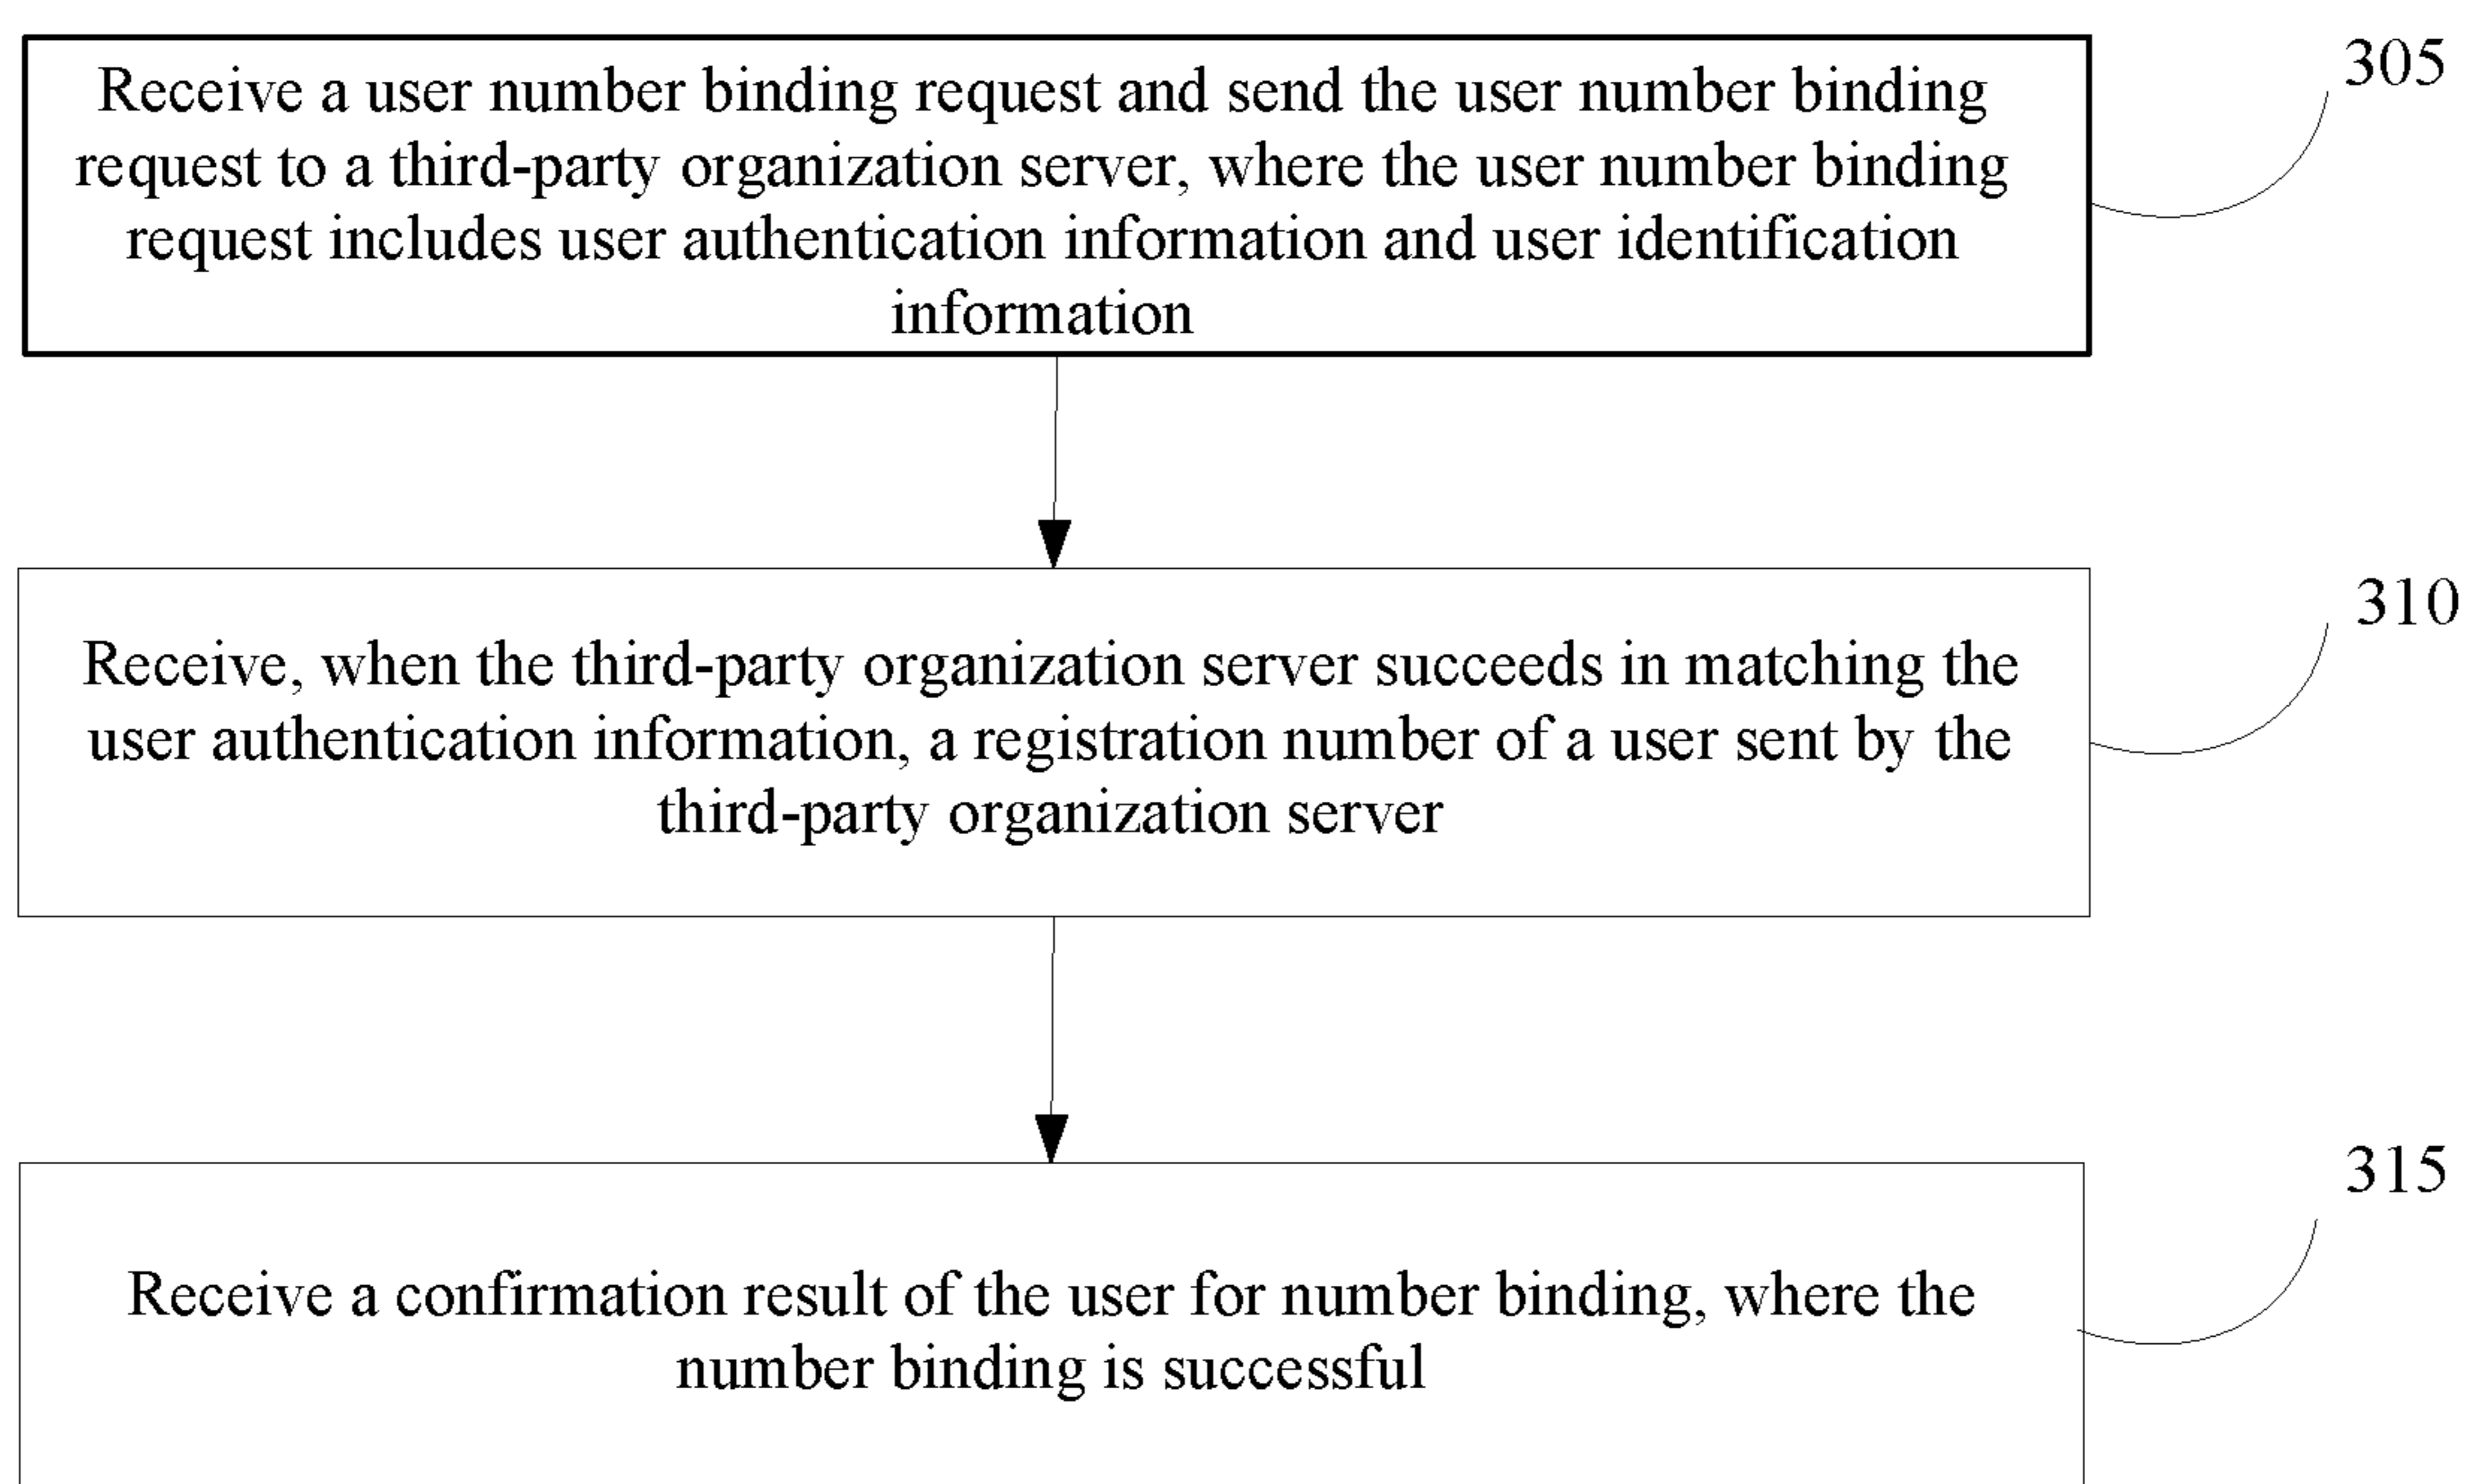 Receive a user number binding request and send the user number binding
request to a third-party organization server, where the user number binding
request includes user authentication information and user identification
information
305
Receive, when the third-party organization server succeeds in matching the
user authentication information, a registration number of a user sent by the
third-party organization server
310
Receive a confirmation result of the user for number binding, where the
number binding is successful
315